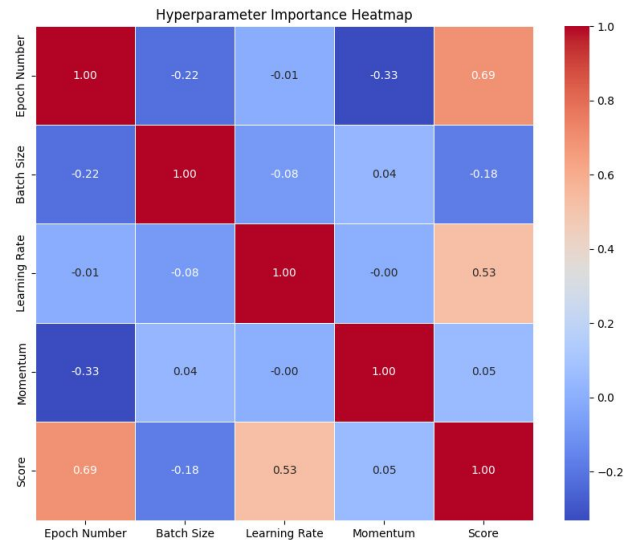 Hyperparameter Importance Heatmap
Epoch Number
1.00 -0.22 -0.01 -0.33 0.69
Batch Size
-0.22 1.00 -0.08 0.04 -0.18
Learning Rate
-0.01 -0.08 1.00 -0.00 0.53
Momentum
-0.33 0.04 -0.00 1.00 0.05
Score
0.69 -0.18 0.53 0.05 1.00
Epoch Number Batch Size Learning Rate Momentum Score
1.0
0.8
0.6
0.4
0.2
0.0
−0.2